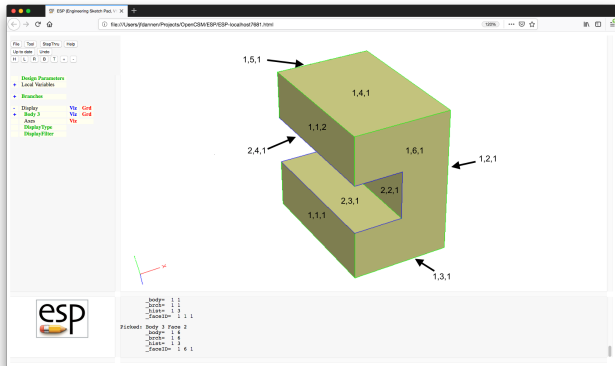 ESP (Engineering Sketch Pad)
file:///Users/jfdannen/Projects/OpenCSM/ESP/ESP-localhost7681.html
120%
File Tool StepThru Help
Up to date Undo
H L R B T + -
Design Parameters
+ Local Variables
+ Branches
- Display Viz Grd
+ Body 3 Viz Grd
Axes Viz
DisplayType
DisplayFilter
1,5,1
1,4,1
1,1,2
2,4,1
1,6,1
1,2,1
2,2,1
2,3,1
1,1,1
1,3,1
x
esp
_body= 1 1
_brch= 1 1
_hist= 1 3
_faceID= 1 1 1
Picked: Body 3 Face 2
_body= 1 6
_brch= 1 6
_hist= 1 3
_faceID= 1 6 1